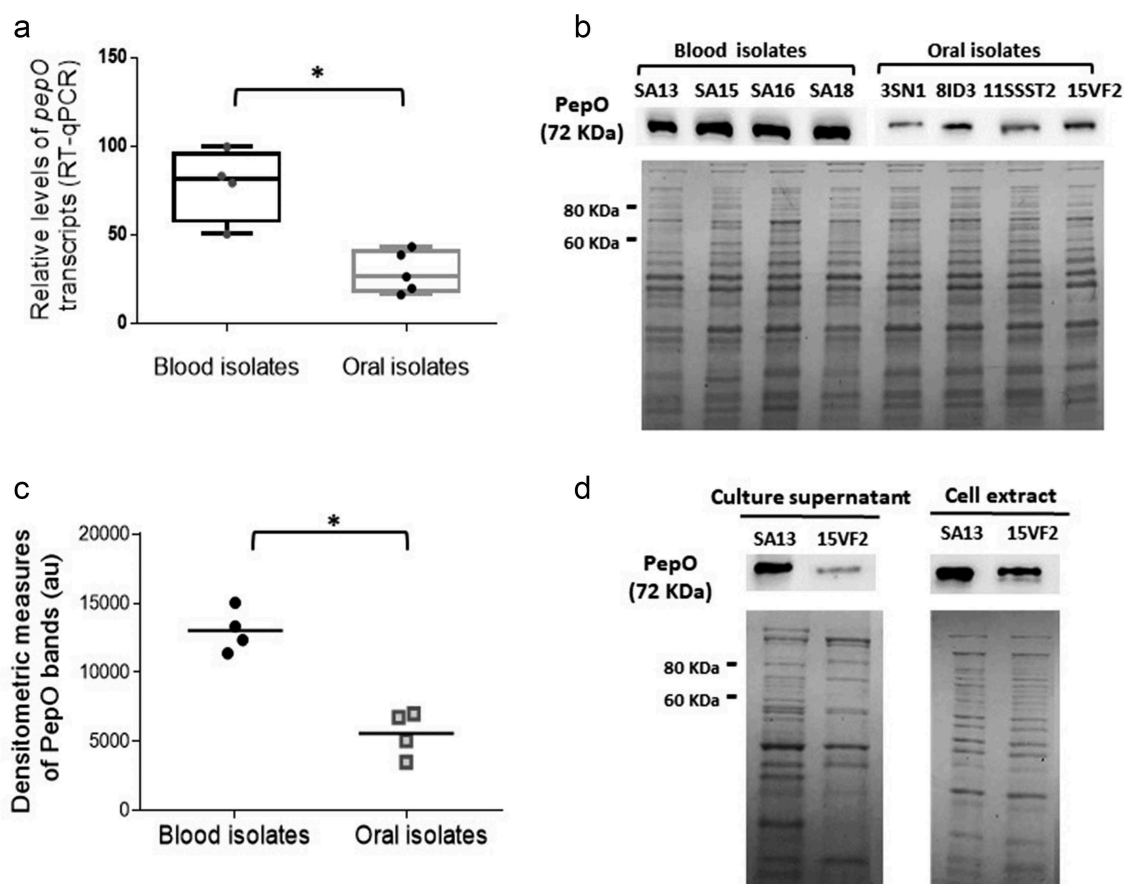 a
Relative levels of pepO
transcripts (RT-qPCR)
150
100
50
0
*
Blood isolates
Oral isolates
b
Blood isolates
Oral isolates
SA13 SA15 SA16 SA18
3SN1 8ID3 11SSST2 15VF2
PepO
(72 KDa)
80 KDa
60 KDa
c
Densitometric measures
of PepO bands (au)
20000
15000
10000
5000
0
*
Blood isolates
Oral isolates
d
Culture supernatant
Cell extract
SA13 15VF2
SA13 15VF2
PepO
(72 KDa)
80 KDa
60 KDa